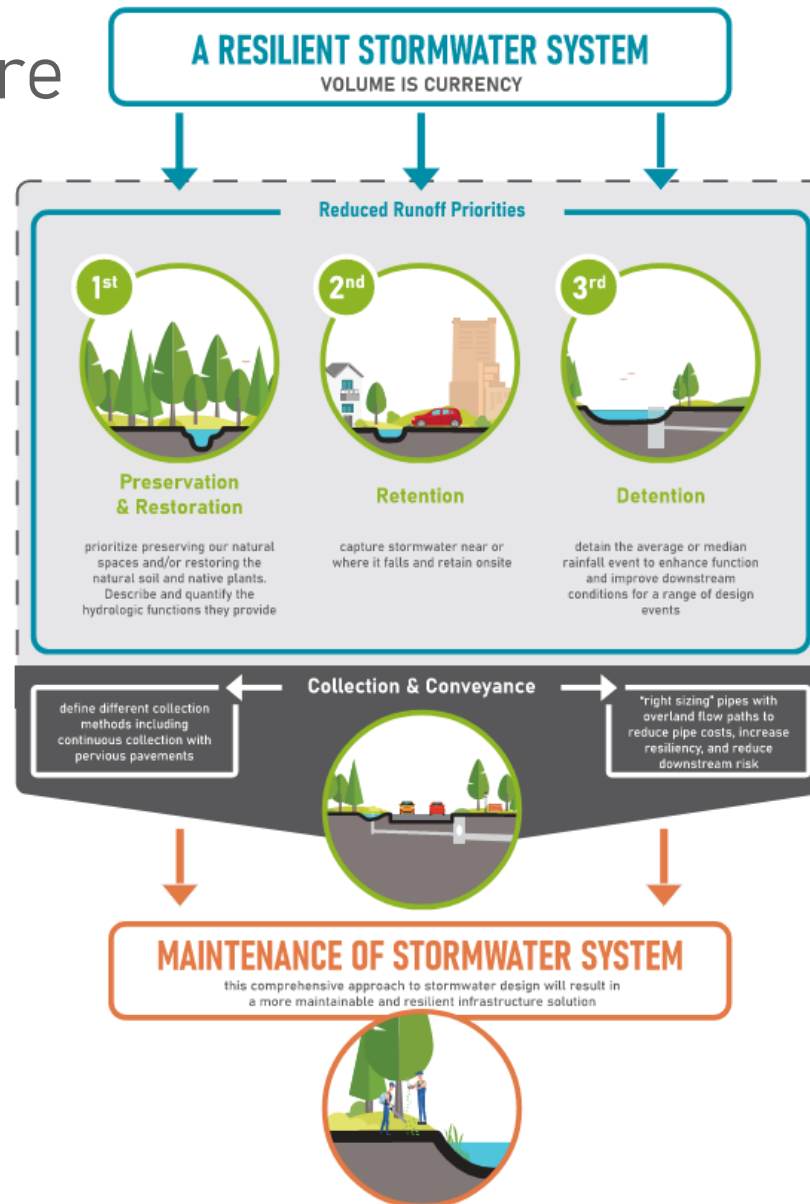 re
A RESILIENT STORMWATER SYSTEM
VOLUME IS CURRENCY
Reduced Runoff Priorities
1st
2nd
3rd
Preservation
& Restoration
prioritize preserving our natural
spaces and/or restoring the
natural soil and native plants.
Describe and quantify the
hydrologic functions they provide
Retention
capture stormwater near or
where it falls and retain onsite
Detention
detain the average or median
rainfall event to enhance function
and improve downstream
conditions for a range of design
events
Collection & Conveyance
define different collection
methods including
continuous collection with
pervious pavements
"right sizing" pipes with
overland flow paths to
reduce pipe costs, increase
resiliency, and reduce
downstream risk
MAINTENANCE OF STORMWATER SYSTEM
this comprehensive approach to stormwater design will result in
a more maintainable and resilient infrastructure solution